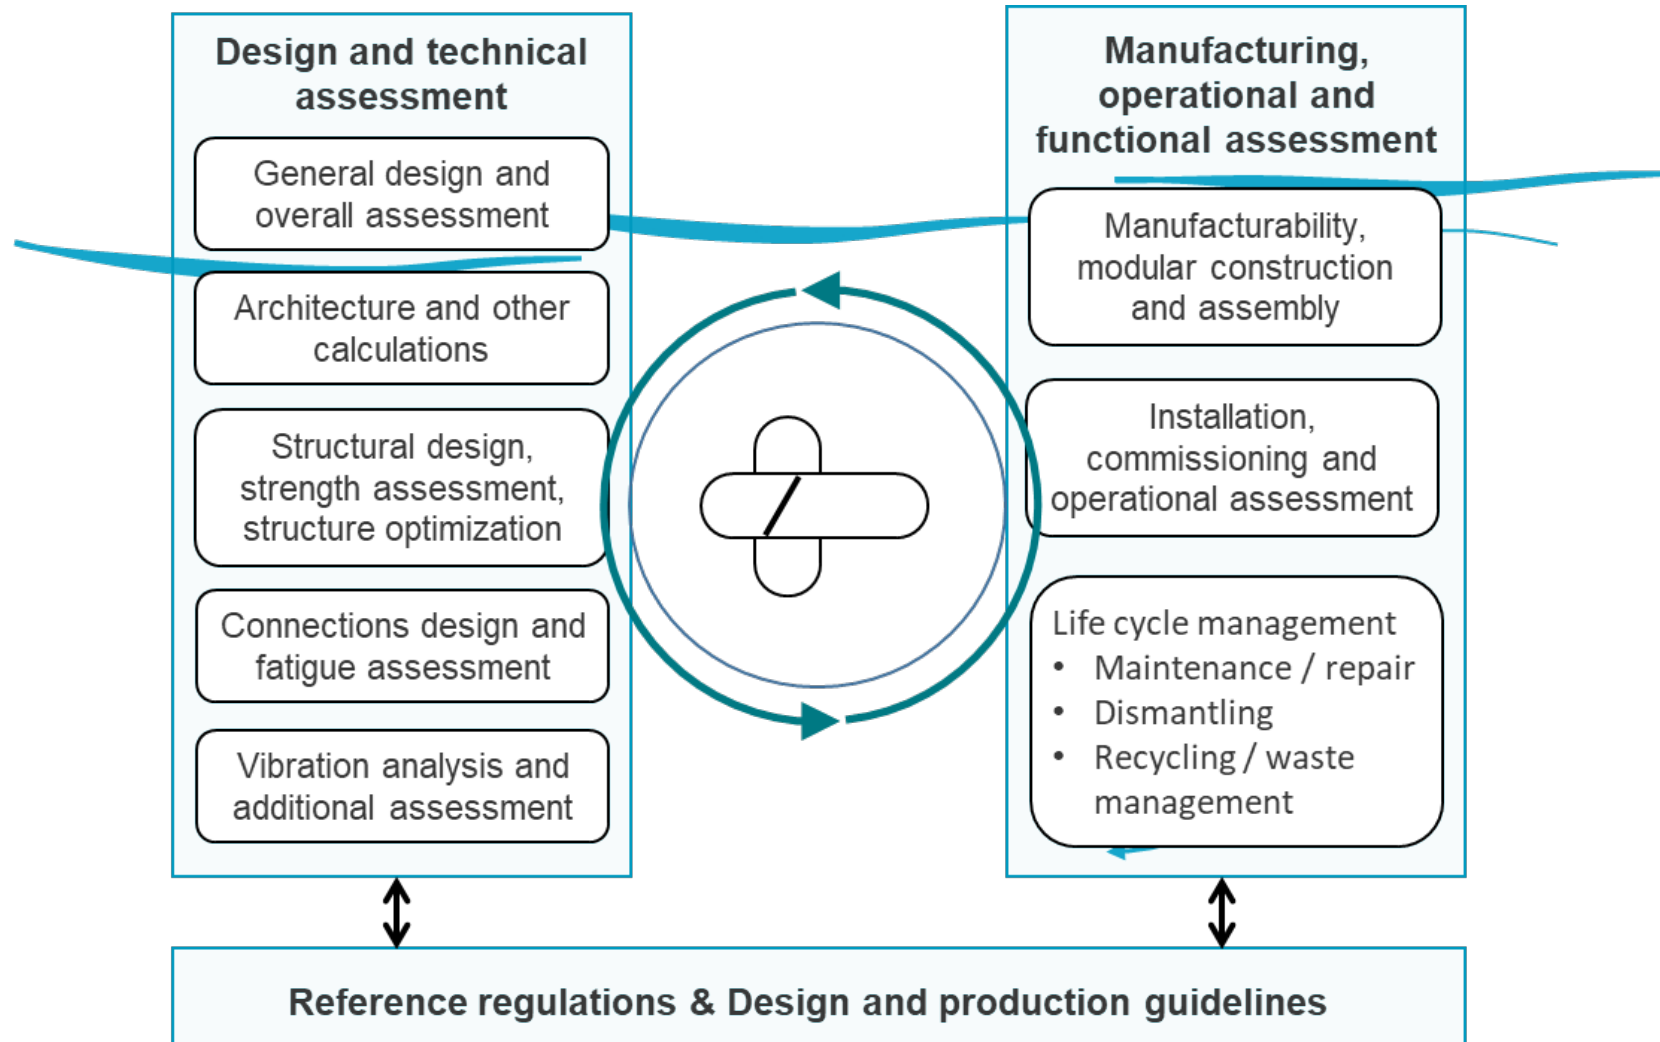 Design and technical
assessment
General design and
overall assessment
Architecture and other
calculations
Structural design,
strength assessment,
structure optimization
Connections design and
fatigue assessment
Vibration analysis and
additional assessment
Manufacturing,
operational and
functional assessment
Manufacturability,
modular construction
and assembly
Installation,
commissioning and
operational assessment
Life cycle management
• Maintenance / repair
• Dismantling
• Recycling / waste
management
Reference regulations & Design and production guidelines